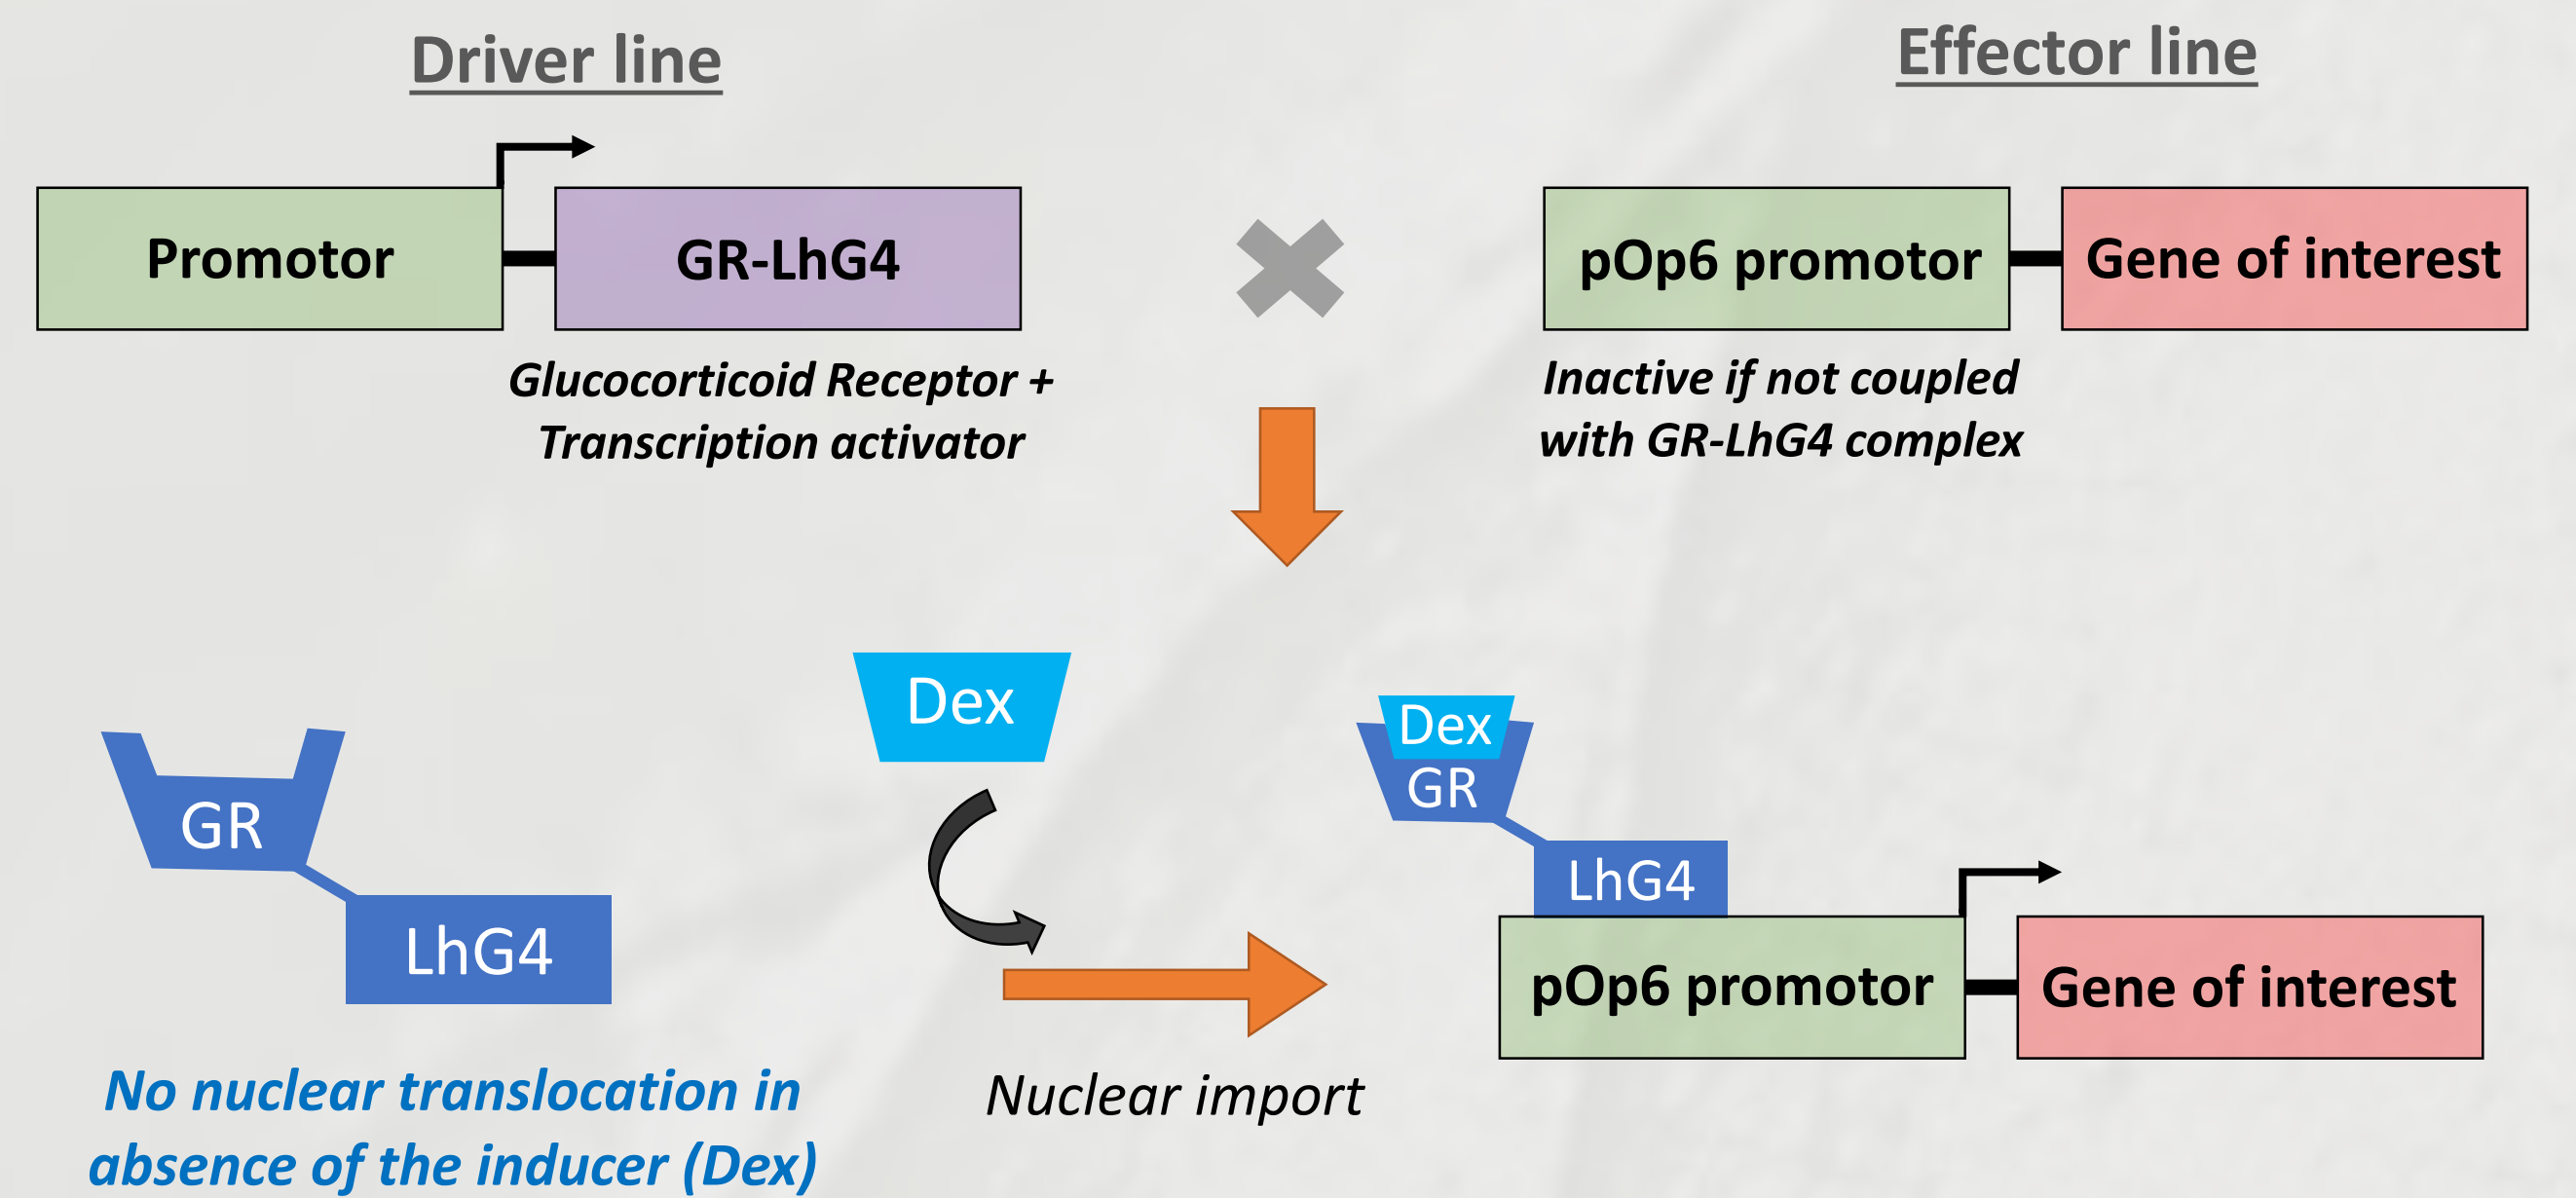 Driver line
Effector line
Promotor
GR-LhG4
pOp6 promotor
Gene of interest
Glucocorticoid Receptor +
Transcription activator
Inactive if not coupled
with GR-LhG4 complex
Dex
GR
LhG4
Dex
GR
LhG4
pOp6 promotor
Gene of interest
No nuclear translocation in
absence of the inducer (Dex)
Nuclear import